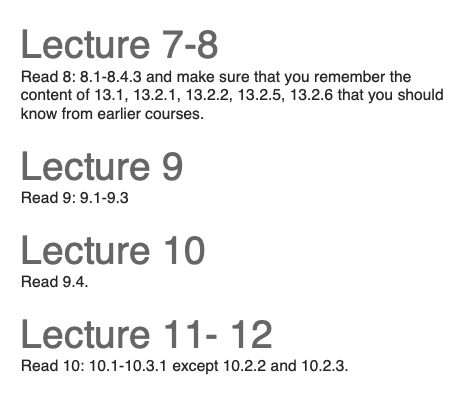 Lecture 7-8
Read 8: 8.1-8.4.3 and make sure that you remember the
content of 13.1, 13.2.1, 13.2.2, 13.2.5, 13.2.6 that you should
know from earlier courses.
Lecture 9
Read 9: 9.1-9.3
Lecture 10
Read 9.4.
Lecture 11- 12
Read 10: 10.1-10.3.1 except 10.2.2 and 10.2.3.